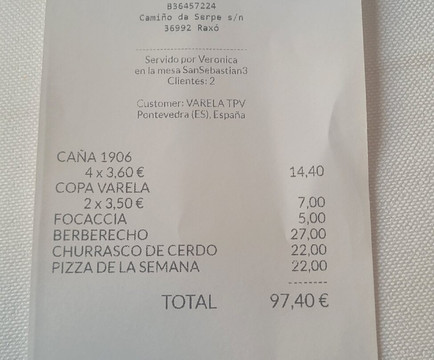 B36457224
Camiño da Serpe s/n
36992 Raxó
Servido por Veronica
en la mesa SanSebastian3
Clientes: 2
Customer: VARELA TPV
Pontevedra (ES), España
CAÑA 1906
4 x 3,60 € 14,40
COPA VARELA
2 x 3,50 € 7,00
FOCACCIA 5,00
BERBERECHO 27,00
CHURRASCO DE CERDO 22,00
PIZZA DE LA SEMANA 22,00
TOTAL 97,40 €